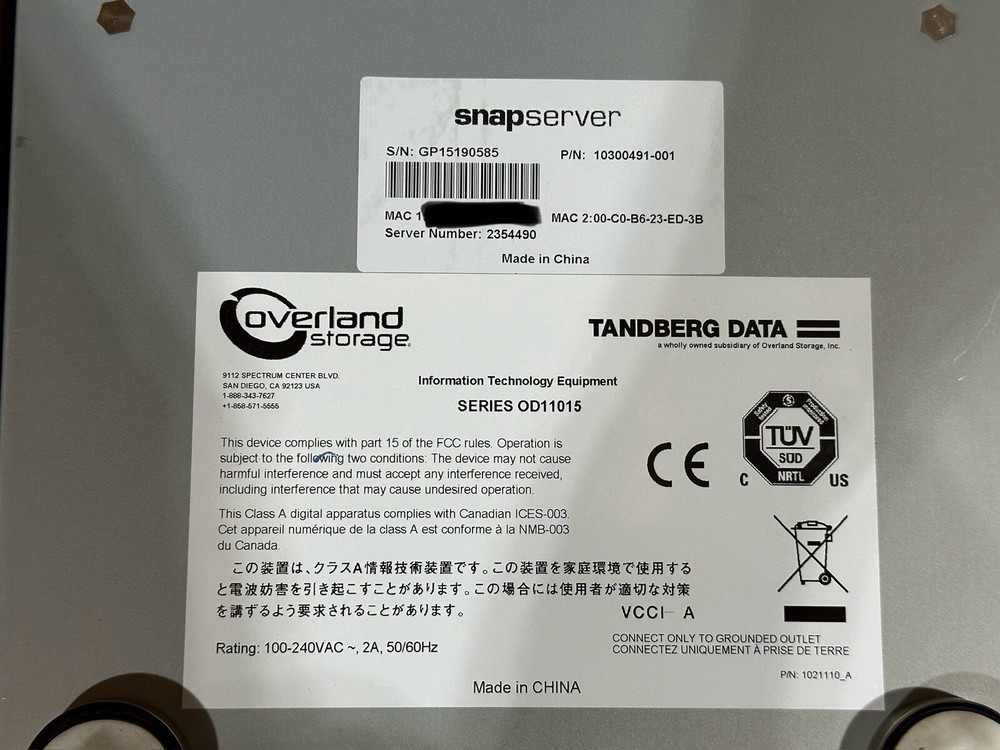 snapserver
S/N: GP15190585 P/N: 10300491-001
MAC 1 MAC 2:00-C0-B6-23-ED-3B
Server Number: 2354490
Made in China
overland storage
TANDBERG DATA
a wholly owned subsidiary of Overland Storage, Inc.
9112 SPECTRUM CENTER BLVD.
SAN DIEGO, CA 92123 USA
1-888-343-7627
+1-858-571-5555
Information Technology Equipment
SERIES OD11015
This device complies with part 15 of the FCC rules. Operation is
subject to the following two conditions: The device may not cause
harmful interference and must accept any interference received,
including interference that may cause undesired operation.
This Class A digital apparatus complies with Canadian ICES-003.
Cet appareil numérique de la class A est conforme à la NMB-003
du Canada.
CE
Safety tested
S
Production monitored
TÜV
SÜD
NRTL
C US
この装置は、クラスA情報技術装置です。この装置を家庭環境で使用する
と電波妨害を引き起こすことがあります。この場合には使用者が適切な対策
を講ずるよう要求されることがあります。
VCCI- A
Rating: 100-240VAC ~, 2A, 50/60Hz
CONNECT ONLY TO GROUNDED OUTLET
CONNECTEZ UNIQUEMENT À PRISE DE TERRE
P/N: 1021110_A
Made in CHINA